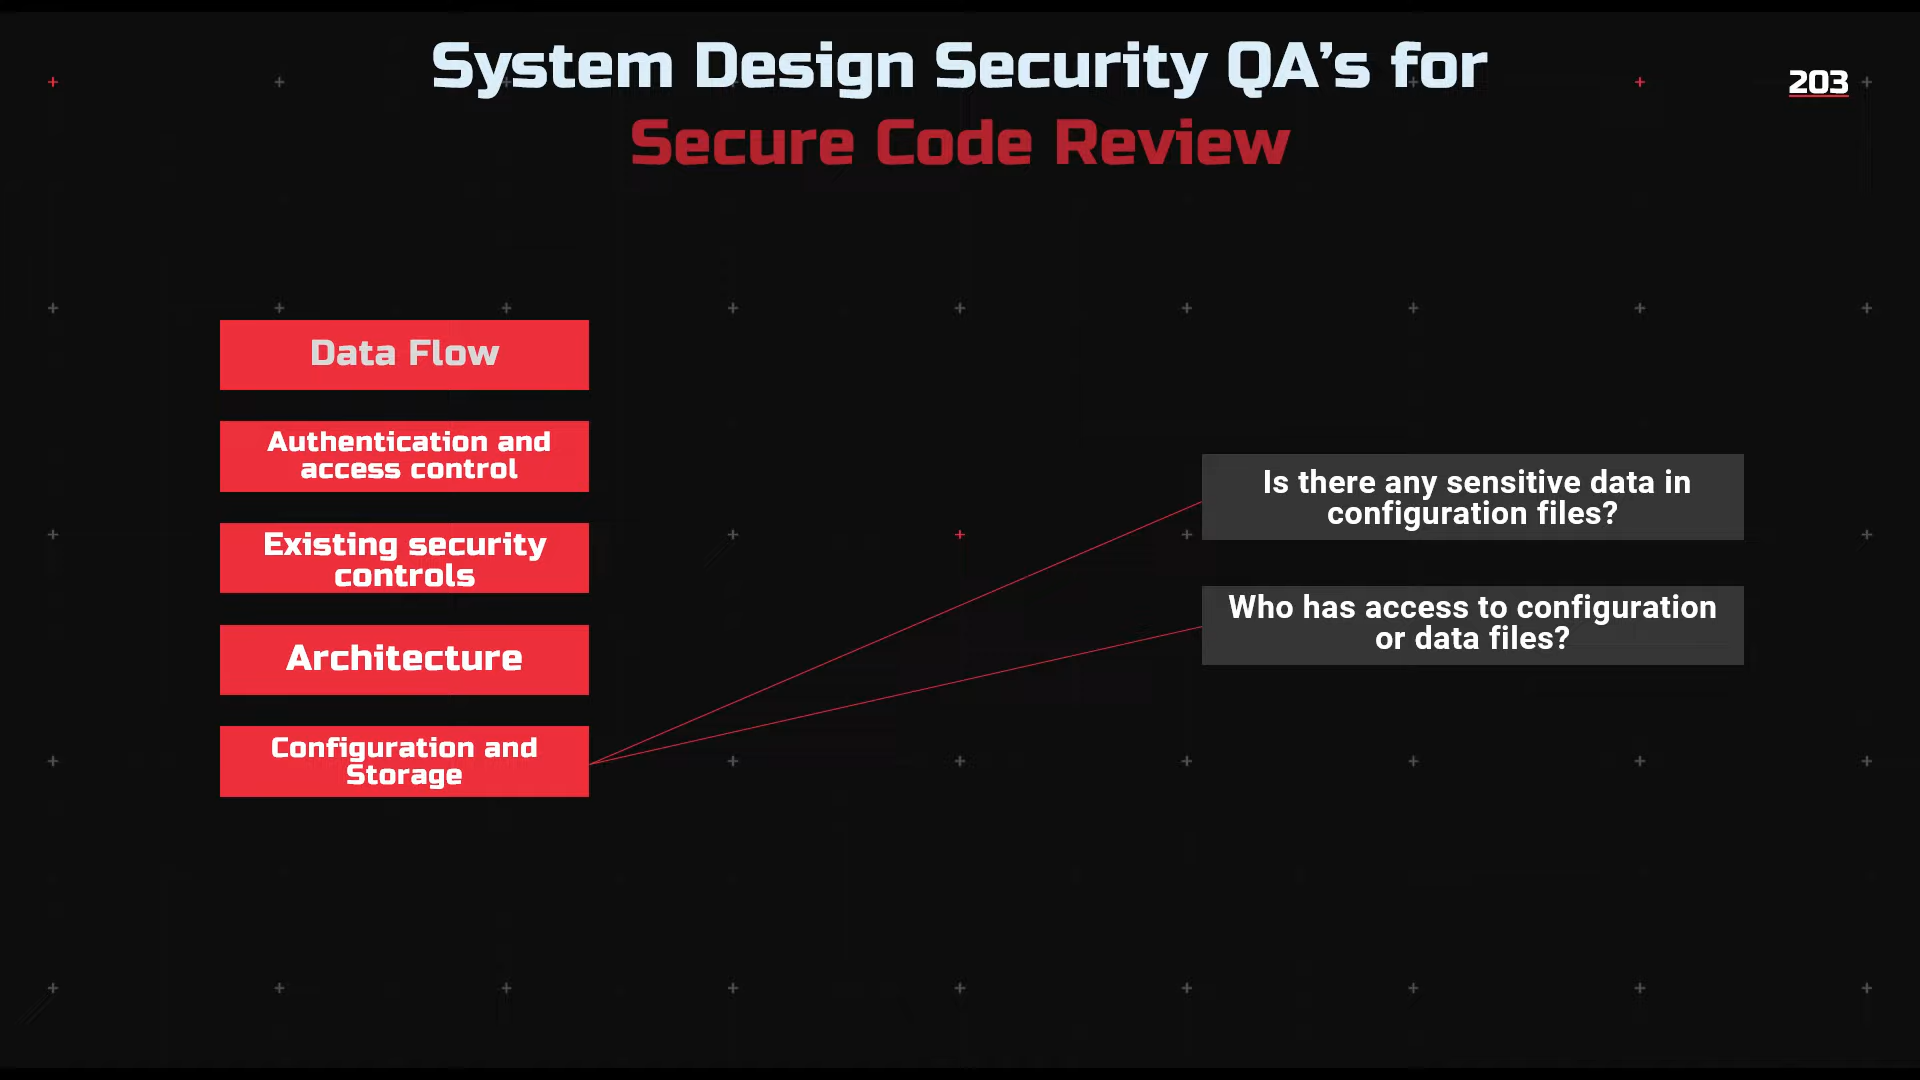 System Design Security QA's for
Secure Code Review
203
Data Flow
Authentication and
access control
Existing security
controls
Architecture
Configuration and
Storage
Is there any sensitive data in
configuration files?
Who has access to configuration
or data files?